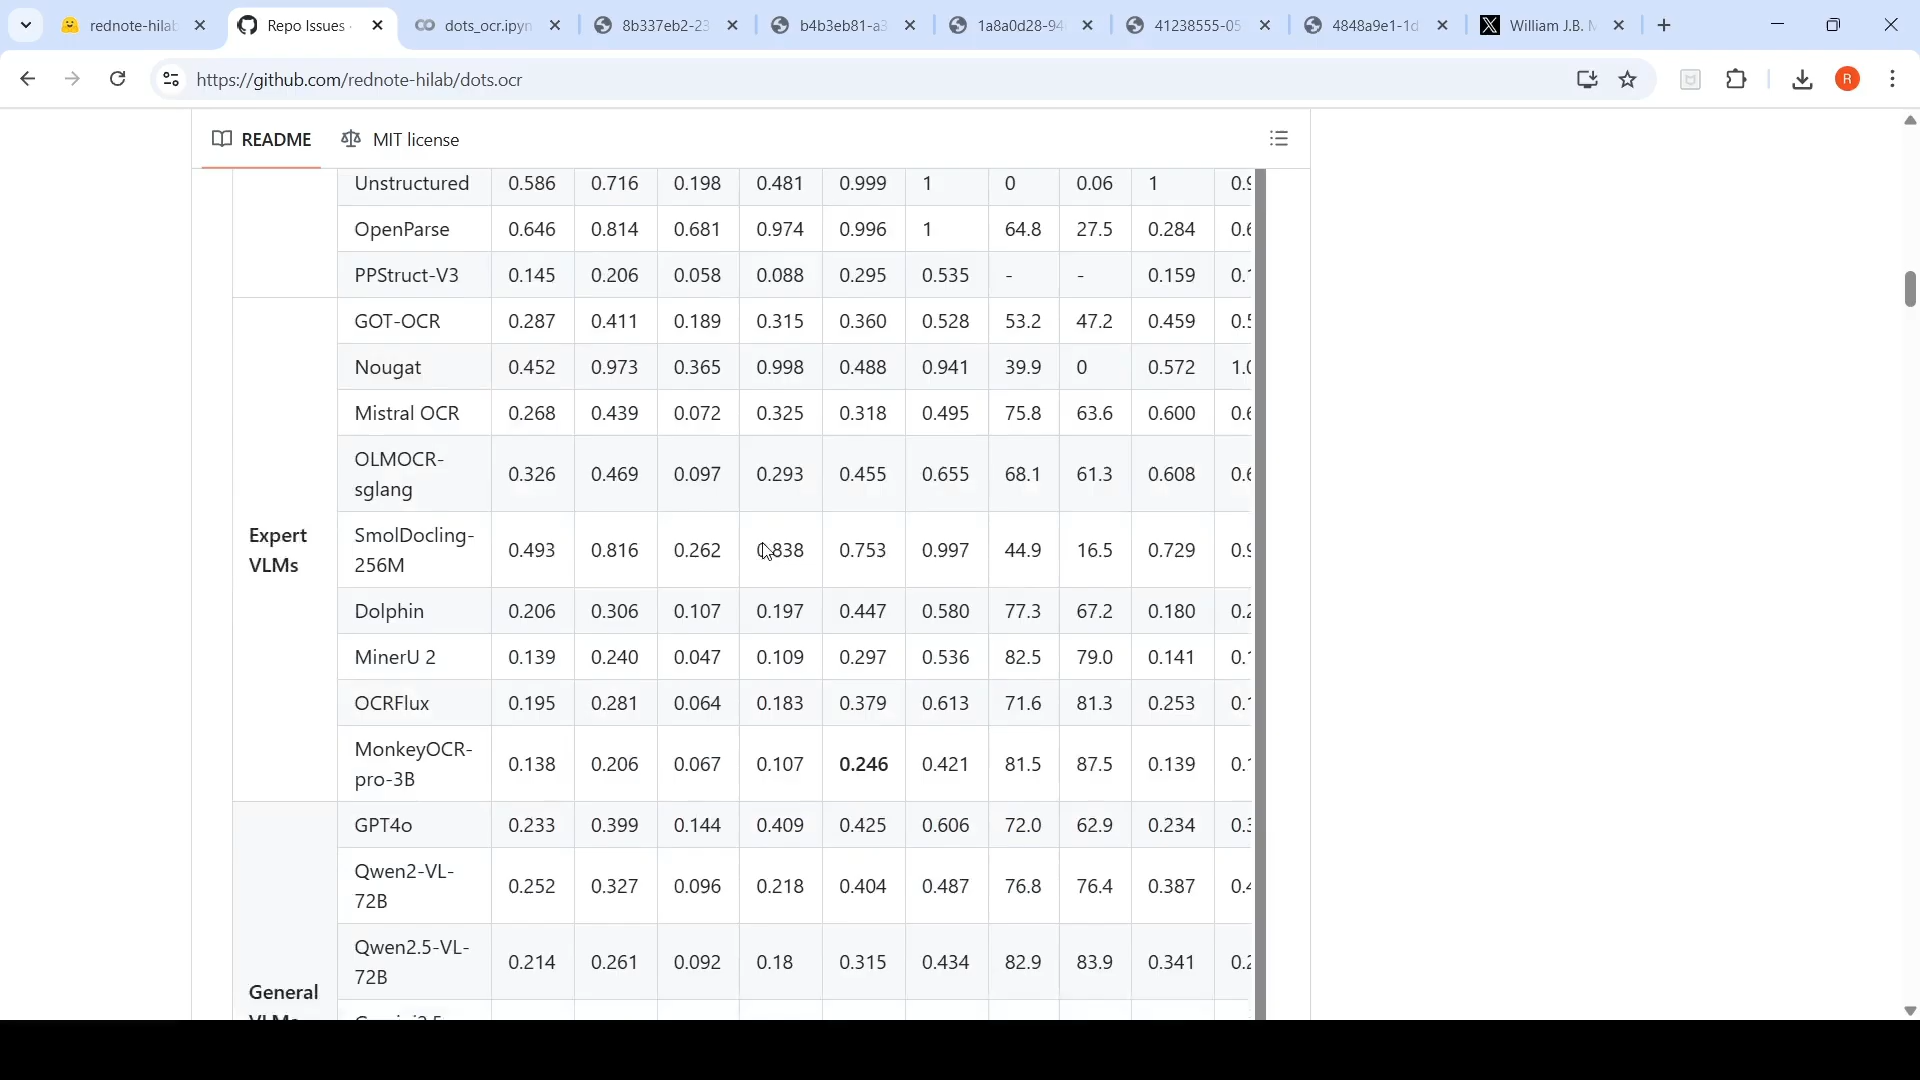 rednote-hilab
Repo Issues
dots_ocr.ipyn
8b337eb2-23
b4b3eb81-a3
1a8a0d28-94
41238555-05
4848a9e1-1d
William J.B. M
https://github.com/rednote-hilab/dots.ocr
R
README
MIT license
Unstructured 0.586 0.716 0.198 0.481 0.999 1 0 0.06 1
OpenParse 0.646 0.814 0.681 0.974 0.996 1 64.8 27.5 0.284
PPStruct-V3 0.145 0.206 0.058 0.088 0.295 0.535 - - 0.159
GOT-OCR 0.287 0.411 0.189 0.315 0.360 0.528 53.2 47.2 0.459
Nougat 0.452 0.973 0.365 0.998 0.488 0.941 39.9 0 0.572
Mistral OCR 0.268 0.439 0.072 0.325 0.318 0.495 75.8 63.6 0.600
OLMOCR-
sglang 0.326 0.469 0.097 0.293 0.455 0.655 68.1 61.3 0.608
Expert
VLMs
SmolDocling-
256M 0.493 0.816 0.262 0.838 0.753 0.997 44.9 16.5 0.729
Dolphin 0.206 0.306 0.107 0.197 0.447 0.580 77.3 67.2 0.180
MinerU 2 0.139 0.240 0.047 0.109 0.297 0.536 82.5 79.0 0.141
OCRFlux 0.195 0.281 0.064 0.183 0.379 0.613 71.6 81.3 0.253
MonkeyOCR-
pro-3B 0.138 0.206 0.067 0.107 0.246 0.421 81.5 87.5 0.139
GPT4o 0.233 0.399 0.144 0.409 0.425 0.606 72.0 62.9 0.234
Qwen2-VL-
72B 0.252 0.327 0.096 0.218 0.404 0.487 76.8 76.4 0.387
Qwen2.5-VL-
72B 0.214 0.261 0.092 0.18 0.315 0.434 82.9 83.9 0.341
General